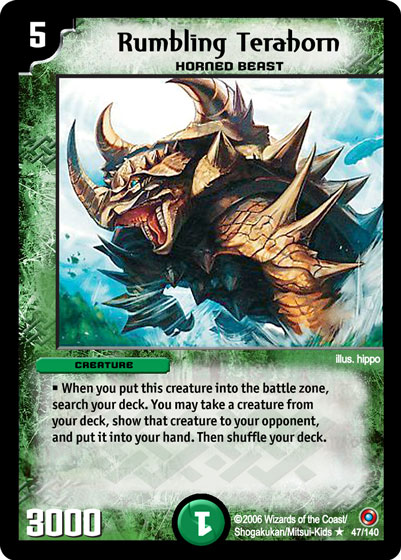 5
Rumbling Terahorn
HORNED BEAST
illus. hippo
CREATURE
▪ When you put this creature into the battle zone,
search your deck. You may take a creature from
your deck, show that creature to your opponent,
and put it into your hand. Then shuffle your deck.
3000
1
©2006 Wizards of the Coast/
Shogakukan/Mitsui-Kids ★ 47/140